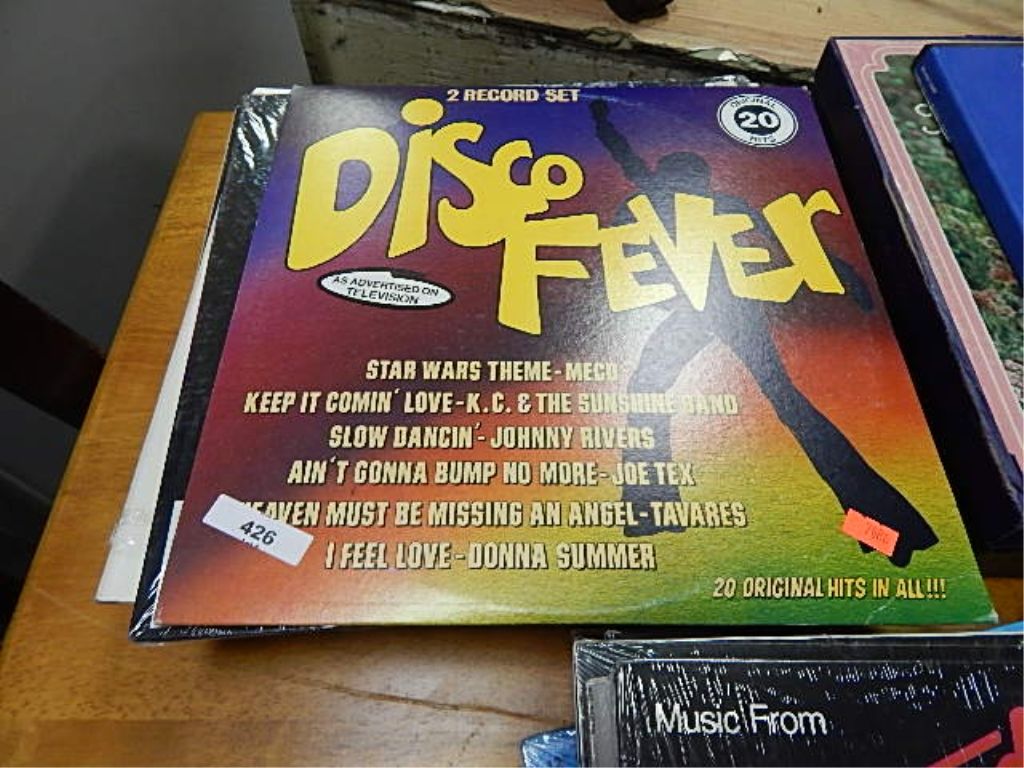 2 RECORD SET
ORIGINAL
20
HITS
DISCO
FEVER
AS ADVERTISED ON
TELEVISION
STAR WARS THEME-MECO
KEEP IT COMIN' LOVE-K.C. & THE SUNSHINE BAND
SLOW DANCIN'-JOHNNY RIVERS
AIN'T GONNA BUMP NO MORE-JOE TEX
HEAVEN MUST BE MISSING AN ANGEL-TAVARES
426
I FEEL LOVE-DONNA SUMMER
20 ORIGINAL HITS IN ALL!!!
Music From